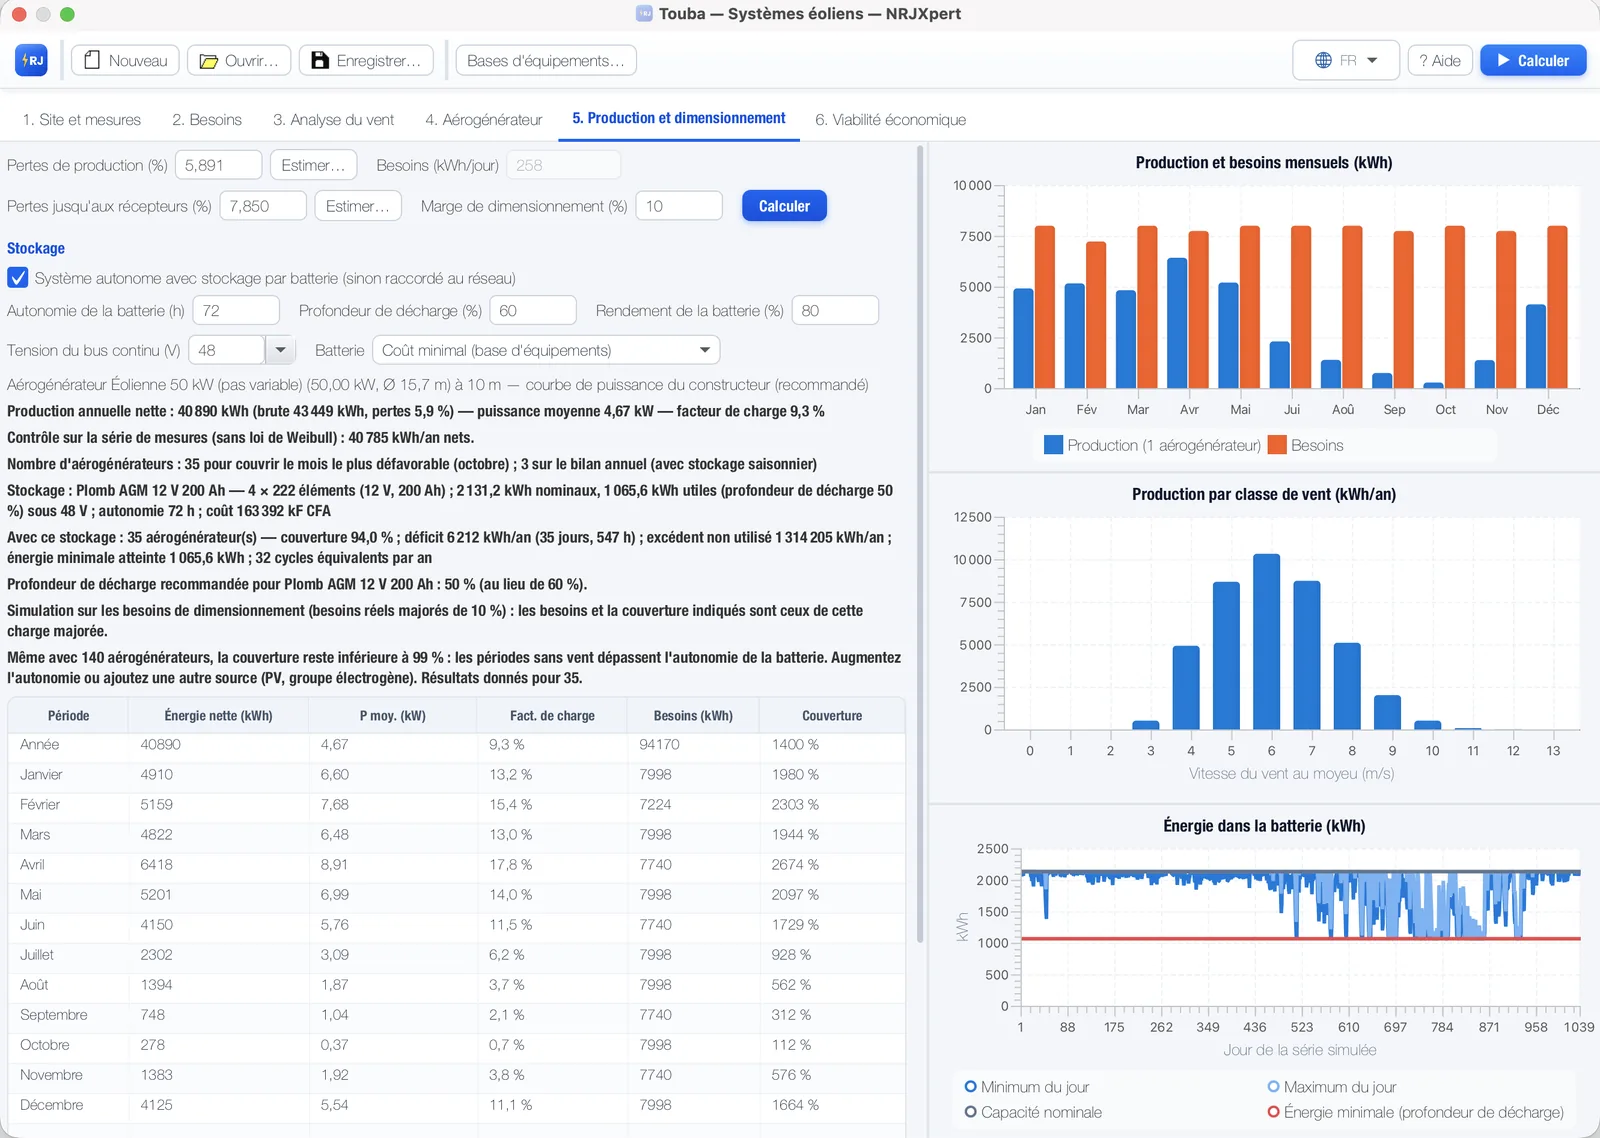 Touba — Systèmes éoliens — NRJXpert
RJ
Nouveau
Ouvrir...
Enregistrer...
Bases d'équipements...
FR
? Aide
Calculer
1. Site et mesures
2. Besoins
3. Analyse du vent
4. Aérogénérateur
5. Production et dimensionnement
6. Viabilité économique
Pertes de production (%) 5,891 Estimer... Besoins (kWh/jour) 258
Pertes jusqu'aux récepteurs (%) 7,850 Estimer... Marge de dimensionnement (%) 10 Calculer
Stockage
Système autonome avec stockage par batterie (sinon raccordé au réseau)
Autonomie de la batterie (h) 72 Profondeur de décharge (%) 60 Rendement de la batterie (%) 80
Tension du bus continu (V) 48 Batterie Coût minimal (base d'équipements)
Aérogénérateur Éolienne 50 kW (pas variable) (50,00 kW, Ø 15,7 m) à 10 m — courbe de puissance du constructeur (recommandé)
Production annuelle nette : 40 890 kWh (brute 43 449 kWh, pertes 5,9 %) — puissance moyenne 4,67 kW — facteur de charge 9,3 %
Contrôle sur la série de mesures (sans loi de Weibull) : 40 785 kWh/an nets.
Nombre d'aérogénérateurs : 35 pour couvrir le mois le plus défavorable (octobre) ; 3 sur le bilan annuel (avec stockage saisonnier)
Stockage : Plomb AGM 12 V 200 Ah — 4 × 222 éléments (12 V, 200 Ah) ; 2 131,2 kWh nominaux, 1 065,6 kWh utiles (profondeur de décharge 50
%) sous 48 V ; autonomie 72 h ; coût 163 392 kF CFA
Avec ce stockage : 35 aérogénérateur(s) — couverture 94,0 % ; déficit 6 212 kWh/an (35 jours, 547 h) ; excédent non utilisé 1 314 205 kWh/an ;
énergie minimale atteinte 1 065,6 kWh ; 32 cycles équivalents par an
Profondeur de décharge recommandée pour Plomb AGM 12 V 200 Ah : 50 % (au lieu de 60 %).
Simulation sur les besoins de dimensionnement (besoins réels majorés de 10 %) : les besoins et la couverture indiqués sont ceux de cette
charge majorée.
Même avec 140 aérogénérateurs, la couverture reste inférieure à 99 % : les périodes sans vent dépassent l'autonomie de la batterie. Augmentez
l'autonomie ou ajoutez une autre source (PV, groupe électrogène). Résultats donnés pour 35.
Période Énergie nette (kWh) P moy. (kW) Fact. de charge Besoins (kWh) Couverture
Année 40890 4,67 9,3 % 94170 1400 %
Janvier 4910 6,60 13,2 % 7998 1980 %
Février 5159 7,68 15,4 % 7224 2303 %
Mars 4822 6,48 13,0 % 7998 1944 %
Avril 6418 8,91 17,8 % 7740 2674 %
Mai 5201 6,99 14,0 % 7998 2097 %
Juin 4150 5,76 11,5 % 7740 1729 %
Juillet 2302 3,09 6,2 % 7998 928 %
Août 1394 1,87 3,7 % 7998 562 %
Septembre 748 1,04 2,1 % 7740 312 %
Octobre 278 0,37 0,7 % 7998 112 %
Novembre 1383 1,92 3,8 % 7740 576 %
Décembre 4125 5,54 11,1 % 7998 1664 %
Production et besoins mensuels (kWh)
10 000
7 500
5 000
2 500
0
Jan Fév Mar Avr Mai Jui Aoû Sep Oct Nov Déc
Production (1 aérogénérateur) Besoins
Production par classe de vent (kWh/an)
12 500
10 000
7 500
5 000
2 500
0
0 1 2 3 4 5 6 7 8 9 10 11 12 13
Vitesse du vent au moyeu (m/s)
Énergie dans la batterie (kWh)
kWh
2 500
2 000
1 500
1 000
500
0
1 88 175 262 349 436 523 610 697 784 871 958 1 039
Jour de la série simulée
Minimum du jour Maximum du jour
Capacité nominale Énergie minimale (profondeur de décharge)